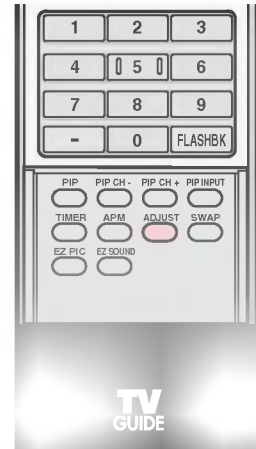 1 2 3
4 5 6
7 8 9
- 0 FLASHBK
PIP PIP CH - PIP CH + PIP INPUT
TIMER APM ADJUST SWAP
EZ PIC EZ SOUND
TV
GUIDE